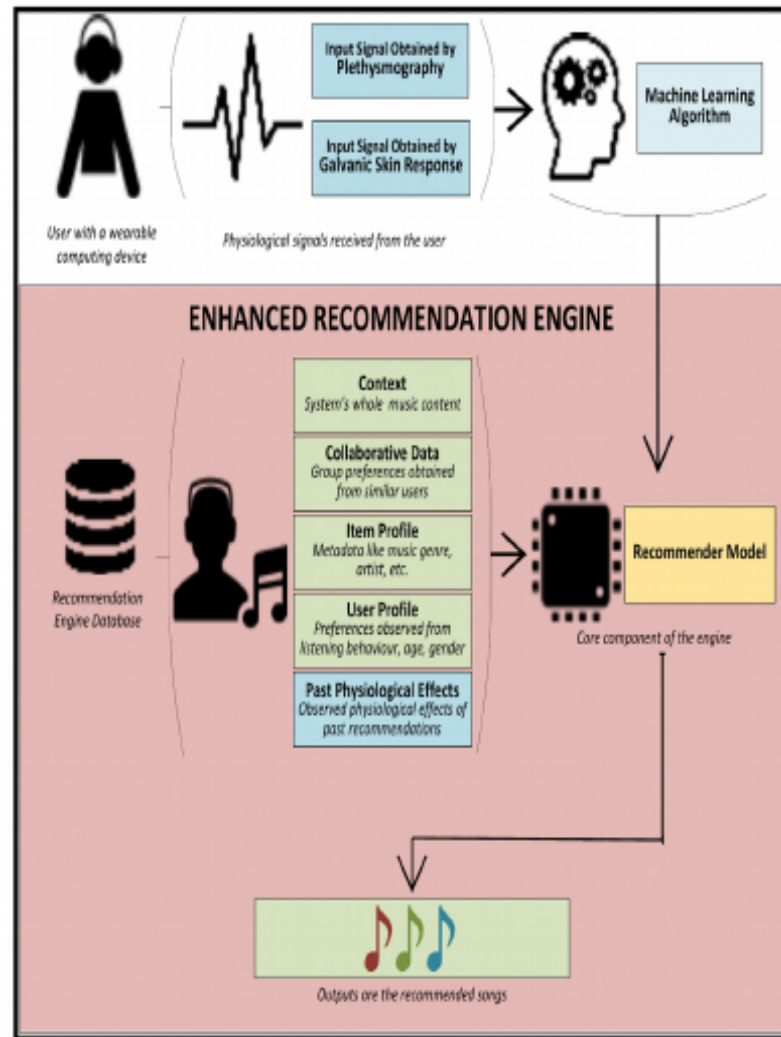 Input Signal Obtained by
Plethysmography
Input Signal Obtained by
Galvanic Skin Response
Machine Learning
Algorithm
User with a wearable
computing device
Physiological signals received from the user
ENHANCED RECOMMENDATION ENGINE
Context
System's whole music content
Collaborative Data
Group preferences obtained
from similar users
Item Profile
Metadata like music genre,
artist, etc.
User Profile
Preferences observed from
listening behaviour, age, gender
Past Physiological Effects
Observed physiological effects of
past recommendations
Recommendation
Engine Database
Recommender Model
Core component of the engine
Outputs are the recommended songs